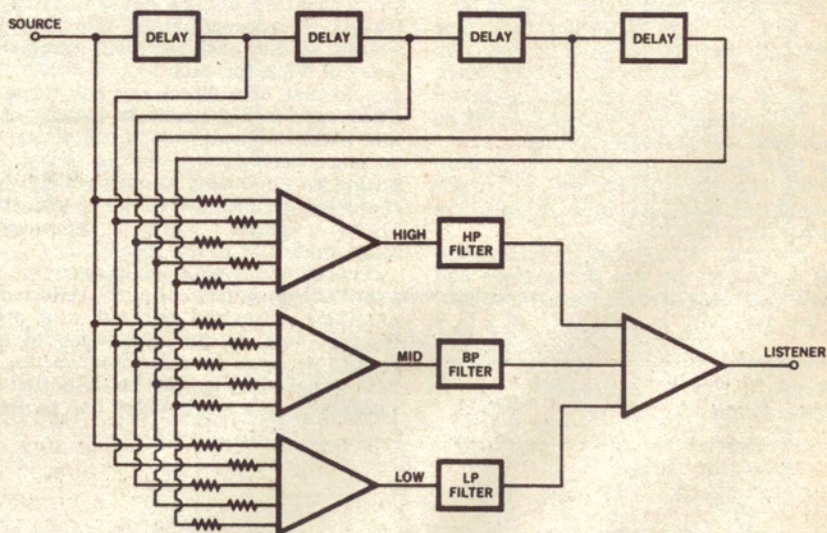 SOURCE
DELAY
DELAY
DELAY
DELAY
HIGH
HP
FILTER
MID
BP
FILTER
LISTENER
LOW
LP
FILTER